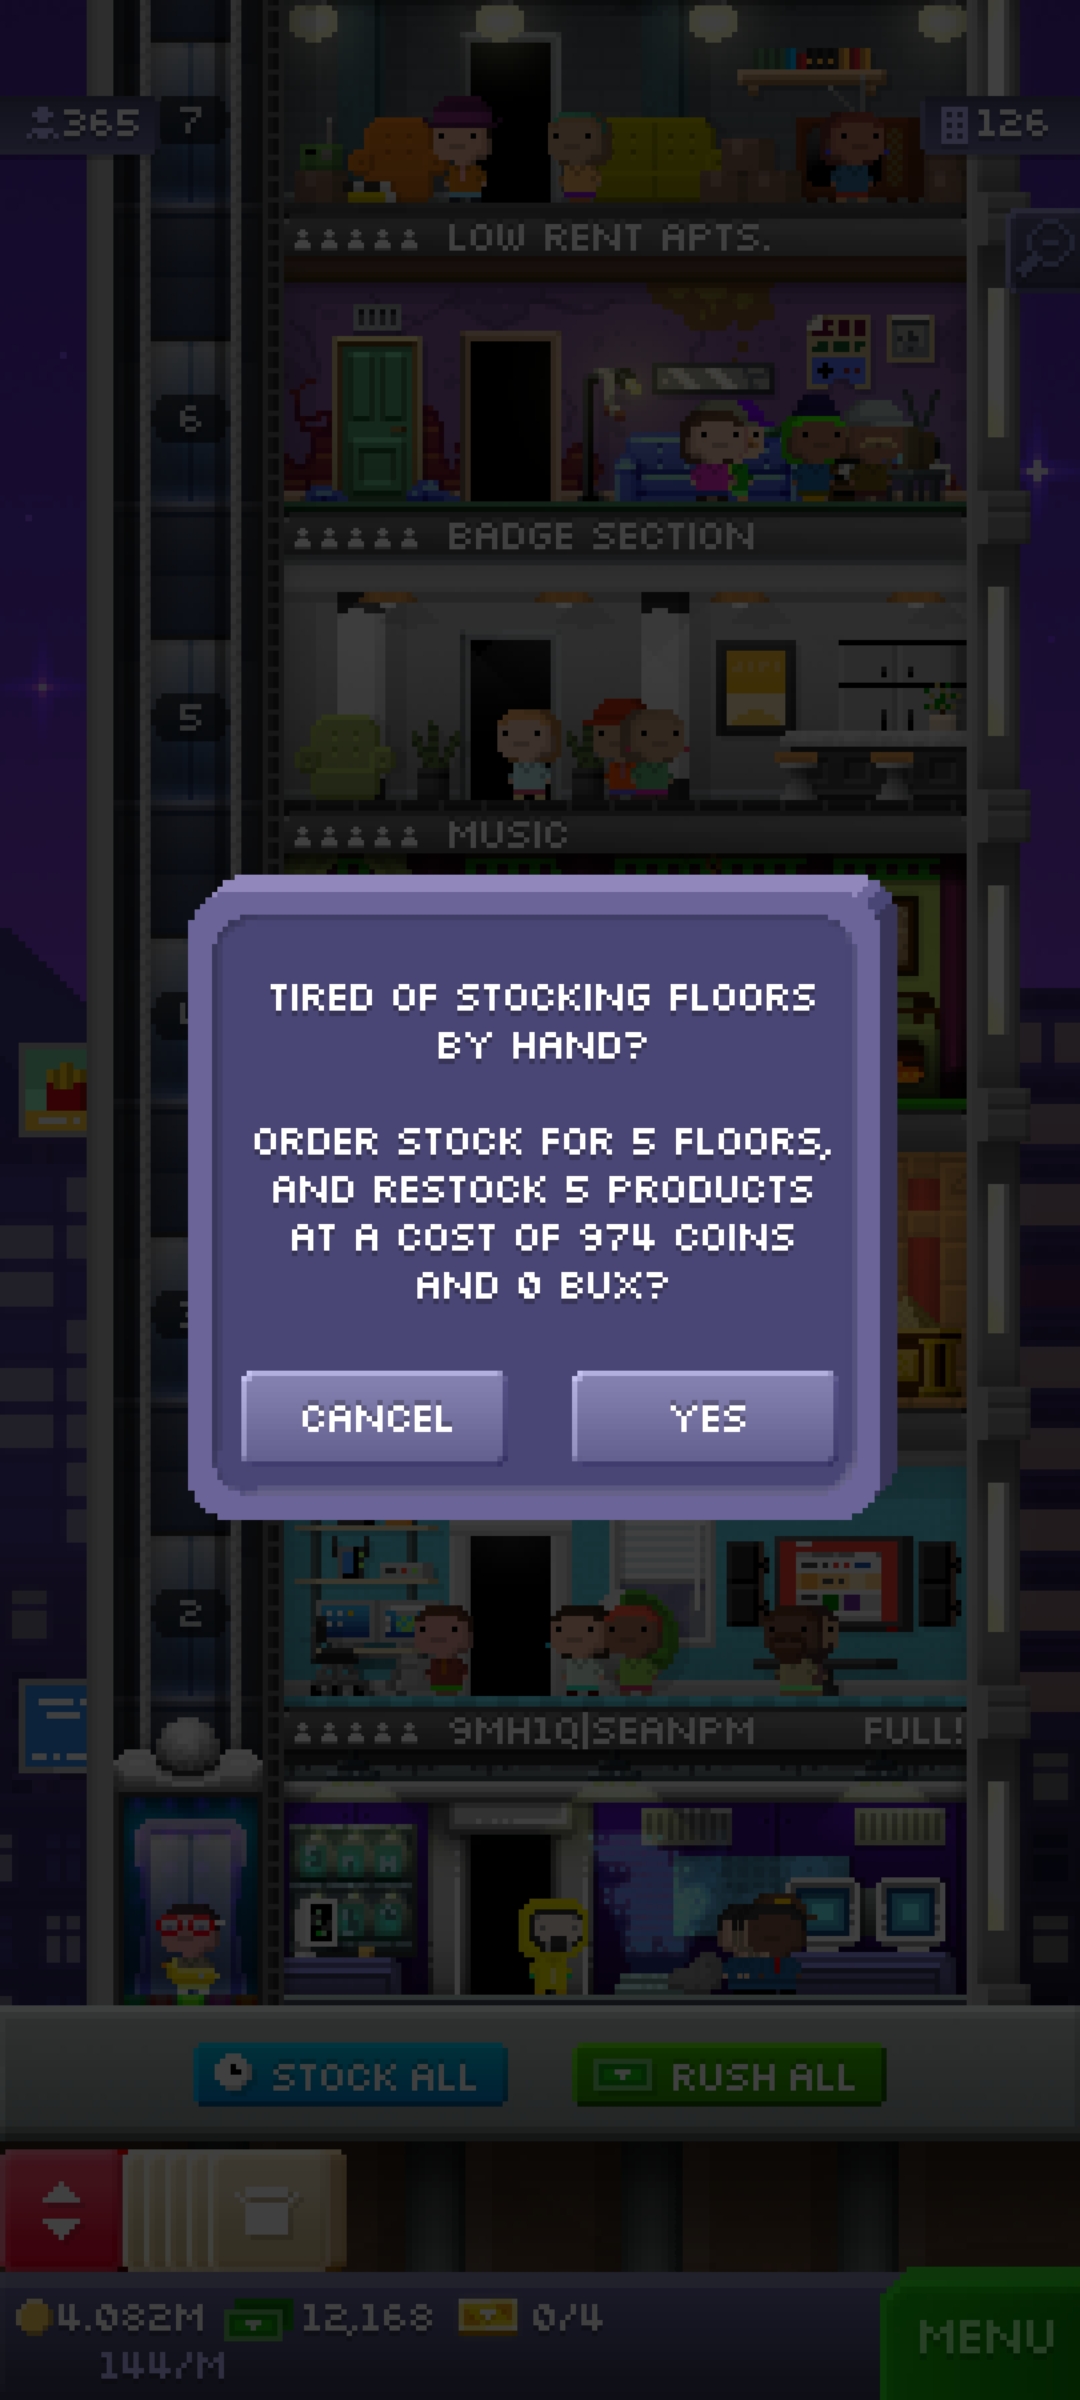 365
7
126
LOW RENT APTS.
6
BADGE SECTION
5
MUSIC
TIRED OF STOCKING FLOORS
BY HAND?
ORDER STOCK FOR 5 FLOORS,
AND RESTOCK 5 PRODUCTS
AT A COST OF 974 COINS
AND 0 BUX?
CANCEL
YES
2
9MH1Q|SEANPM
FULL!
STOCK ALL
RUSH ALL
4.082M
12,168
0/4
144/M
MENU